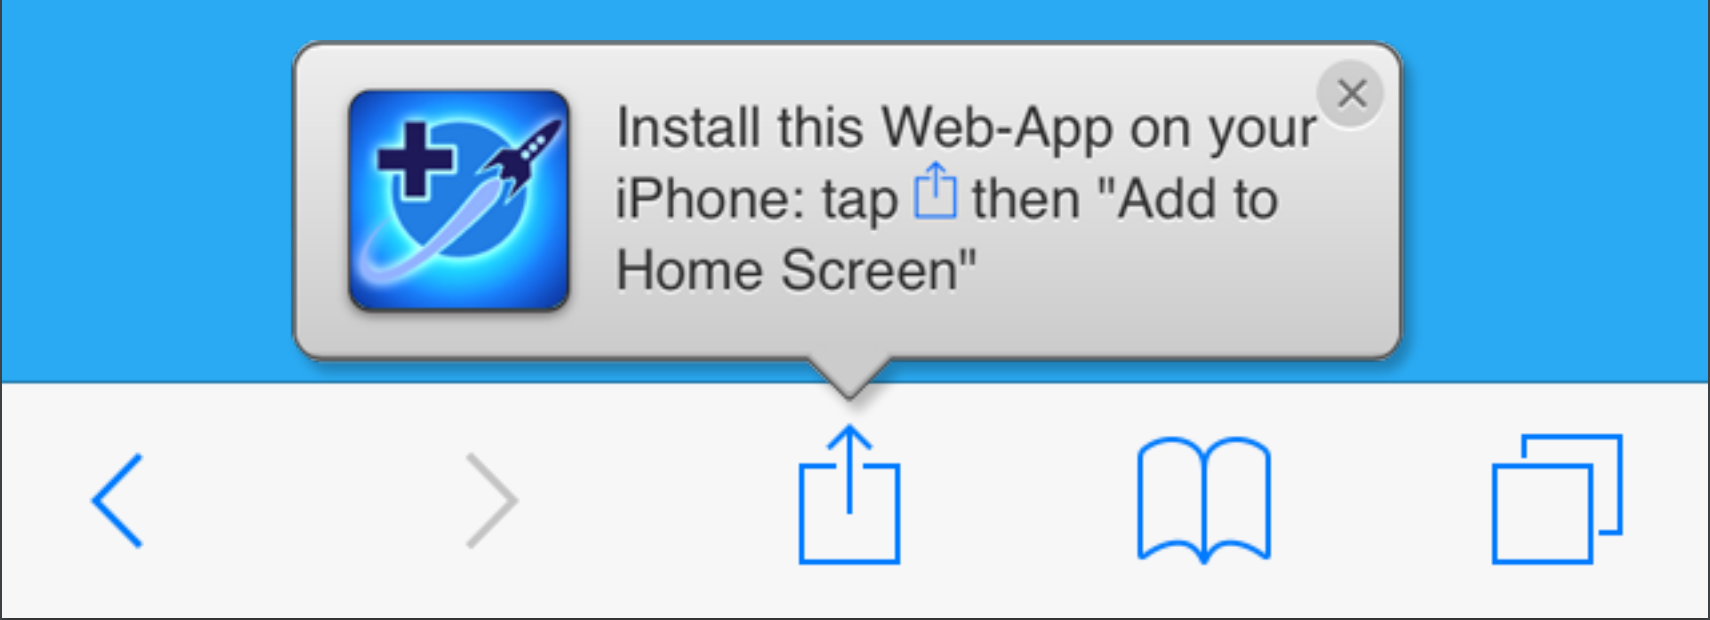 Install this Web-App on your
iPhone: tap then "Add to
Home Screen"